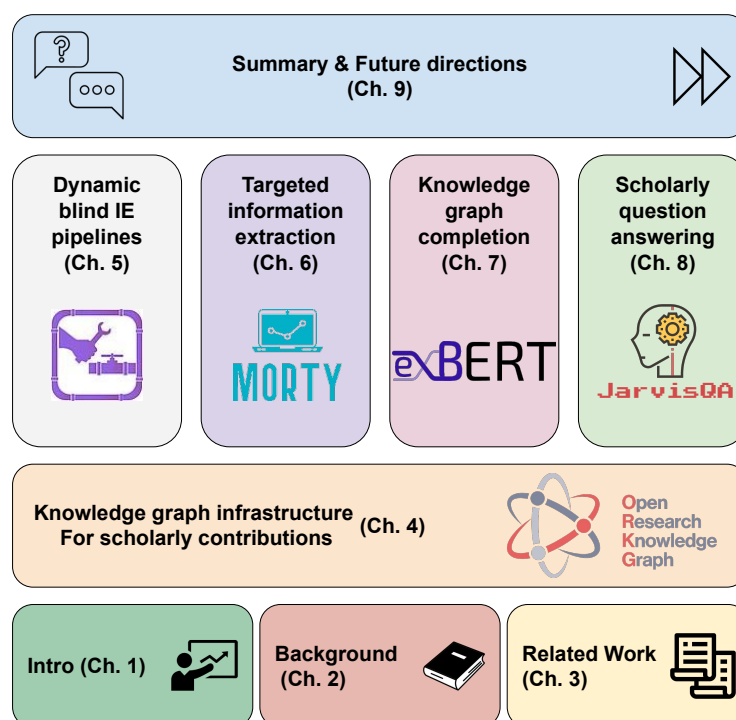 Summary & Future directions
(Ch. 9)
Dynamic
blind IE
pipelines
(Ch. 5)
Targeted
information
extraction
(Ch. 6)
MORTY
Knowledge
graph
completion
(Ch. 7)
exBERT
Scholarly
question
answering
(Ch. 8)
JarvisQA
Knowledge graph infrastructure
For scholarly contributions
(Ch. 4)
Open
Research
Knowledge
Graph
Intro (Ch. 1)
Background
(Ch. 2)
Related Work
(Ch. 3)